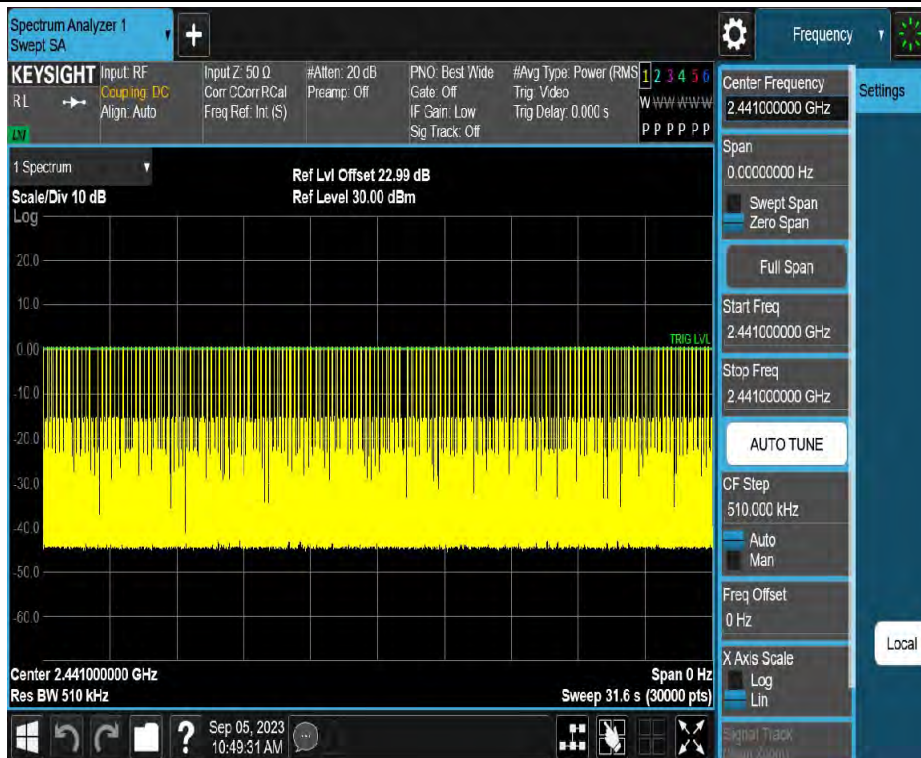 Spectrum Analyzer 1
Swept SA
+
Frequency
KEYSIGHT
RL
LXI
Input: RF
Coupling: DC
Align: Auto
Input Z: 50 Ω
Corr CCorr RCal
Freq Ref: Int (S)
#Atten: 20 dB
Preamp: Off
PNO: Best Wide
Gate: Off
IF Gain: Low
Sig Track: Off
#Avg Type: Power (RMS
Trig: Video
Trig Delay: 0.000 s
1 2 3 4 5 6
W W W W W W
P P P P P P
Center Frequency
2.441000000 GHz
Settings
Span
0.00000000 Hz
Swept Span
Zero Span
Full Span
Start Freq
2.441000000 GHz
Stop Freq
2.441000000 GHz
AUTO TUNE
CF Step
510.000 kHz
Auto
Man
Freq Offset
0 Hz
X Axis Scale
Log
Lin
Signal Track
Local
1 Spectrum
Scale/Div 10 dB
Log
Ref Lvl Offset 22.99 dB
Ref Level 30.00 dBm
20.0
10.0
0.00
TRIG LVL
-10.0
-20.0
-30.0
-40.0
-50.0
-60.0
Center 2.441000000 GHz
Res BW 510 kHz
Span 0 Hz
Sweep 31.6 s (30000 pts)
?
Sep 05, 2023
10:49:31 AM